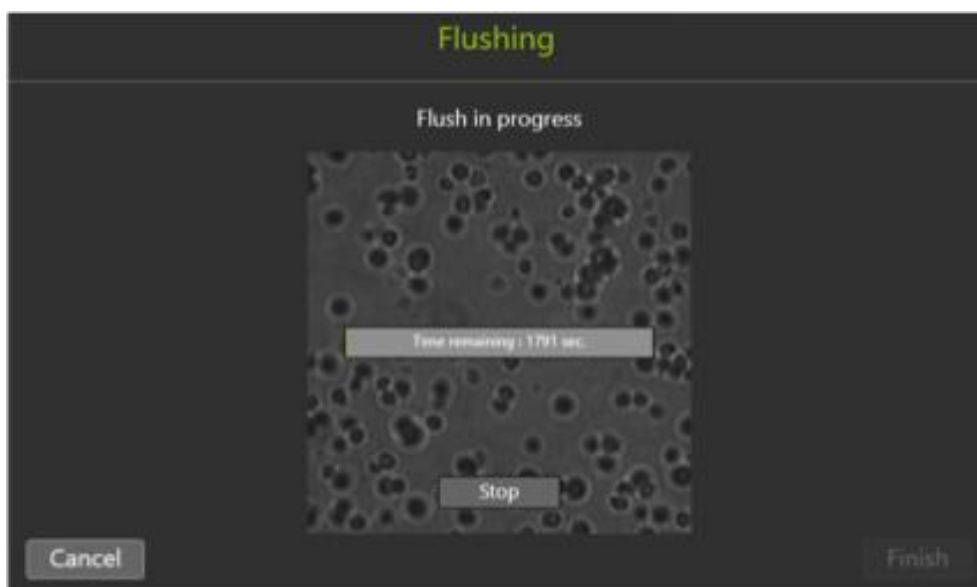 Flushing
Flush in progress
Time remaining : 1791 sec.
Stop
Cancel
Finish